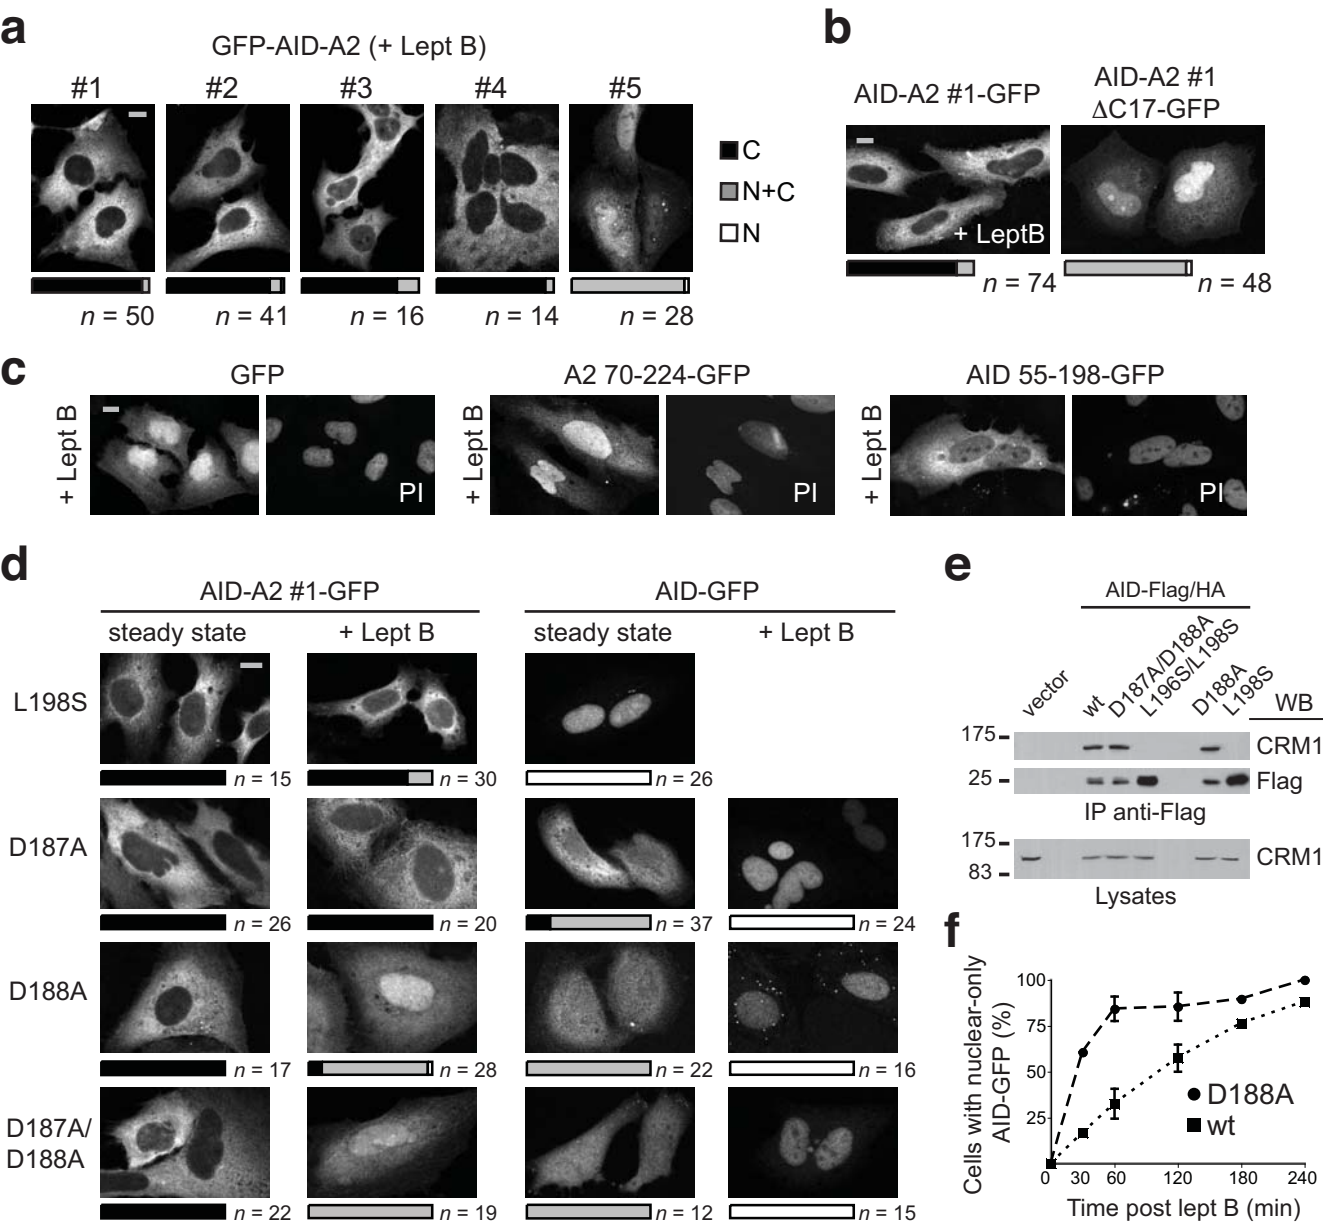 a
GFP-AID-A2 (+ Lept B)
#1 #2 #3 #4 #5
C
N+C
N
n = 50 n = 41 n = 16 n = 14 n = 28
b
AID-A2 #1-GFP
AID-A2 #1
ΔC17-GFP
+ LeptB
n = 74 n = 48
c
GFP A2 70-224-GFP AID 55-198-GFP
+ Lept B PI + Lept B PI + Lept B PI
d
AID-A2 #1-GFP AID-GFP
steady state + Lept B steady state + Lept B
L198S
n = 15 n = 30 n = 26
D187A
n = 26 n = 20 n = 37 n = 24
D188A
n = 17 n = 28 n = 22 n = 16
D187A/
D188A
n = 22 n = 19 n = 12 n = 15
e
AID-Flag/HA
vector wt D187A/D188A L196S/L198S D188A L198S
WB
175 CRM1
25 Flag
IP anti-Flag
175 CRM1
83
Lysates
f
Cells with nuclear-only
AID-GFP (%)
100
75
50
25
D188A
wt
0 30 60 120 180 240
Time post lept B (min)